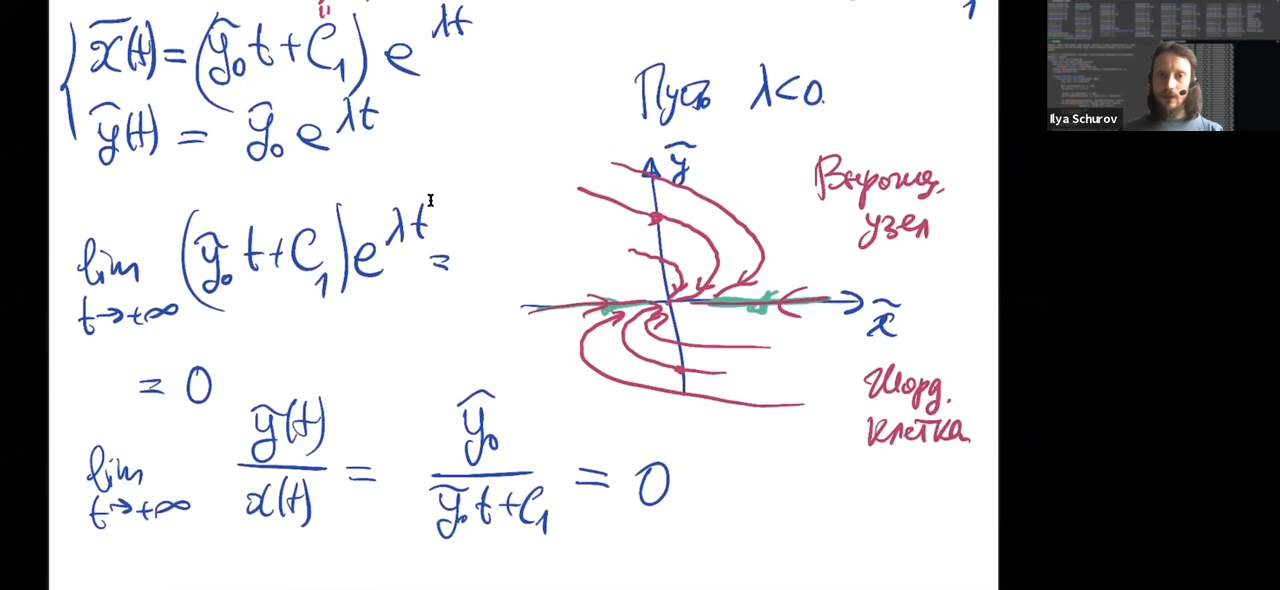 x̃(t) = (ỹ₀t + C₁) e^{λt}
ỹ(t) = ỹ₀ e^{λt}
Пусть λ<0.
ỹ
x̃
Вырожд.
узел
Жорд.
клетка
lim t→+∞ (ỹ₀t + C₁) e^{λt} =
= 0
lim t→+∞ ỹ(t)/x(t) = ỹ₀/(ỹ₀t + C₁) = 0
Ilya Schurov